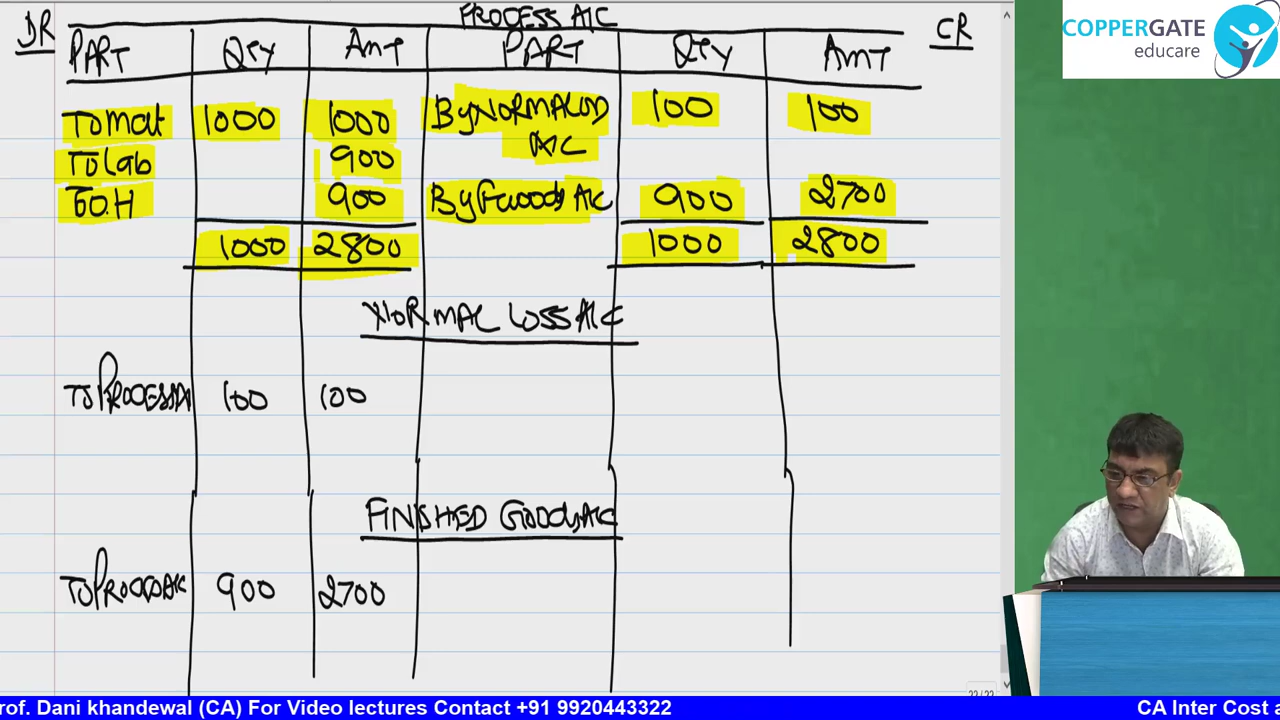 PROCESS A/C
DR CR
PART QTY AMT PART QTY AMT
To mat 1000 1000 By NORMAL LOSS A/C 100 100
To Lab 900
To O.H 900 By F Goods A/C 900 2700
1000 2800 1000 2800
NORMAL LOSS A/C
To PROCESS A/C 100 100
FINISHED GOODS A/C
To PROCESS A/C 900 2700
COPPERGATE
educare
rof. Dani khandewal (CA) For Video lectures Contact +91 9920443322
CA Inter Cost a